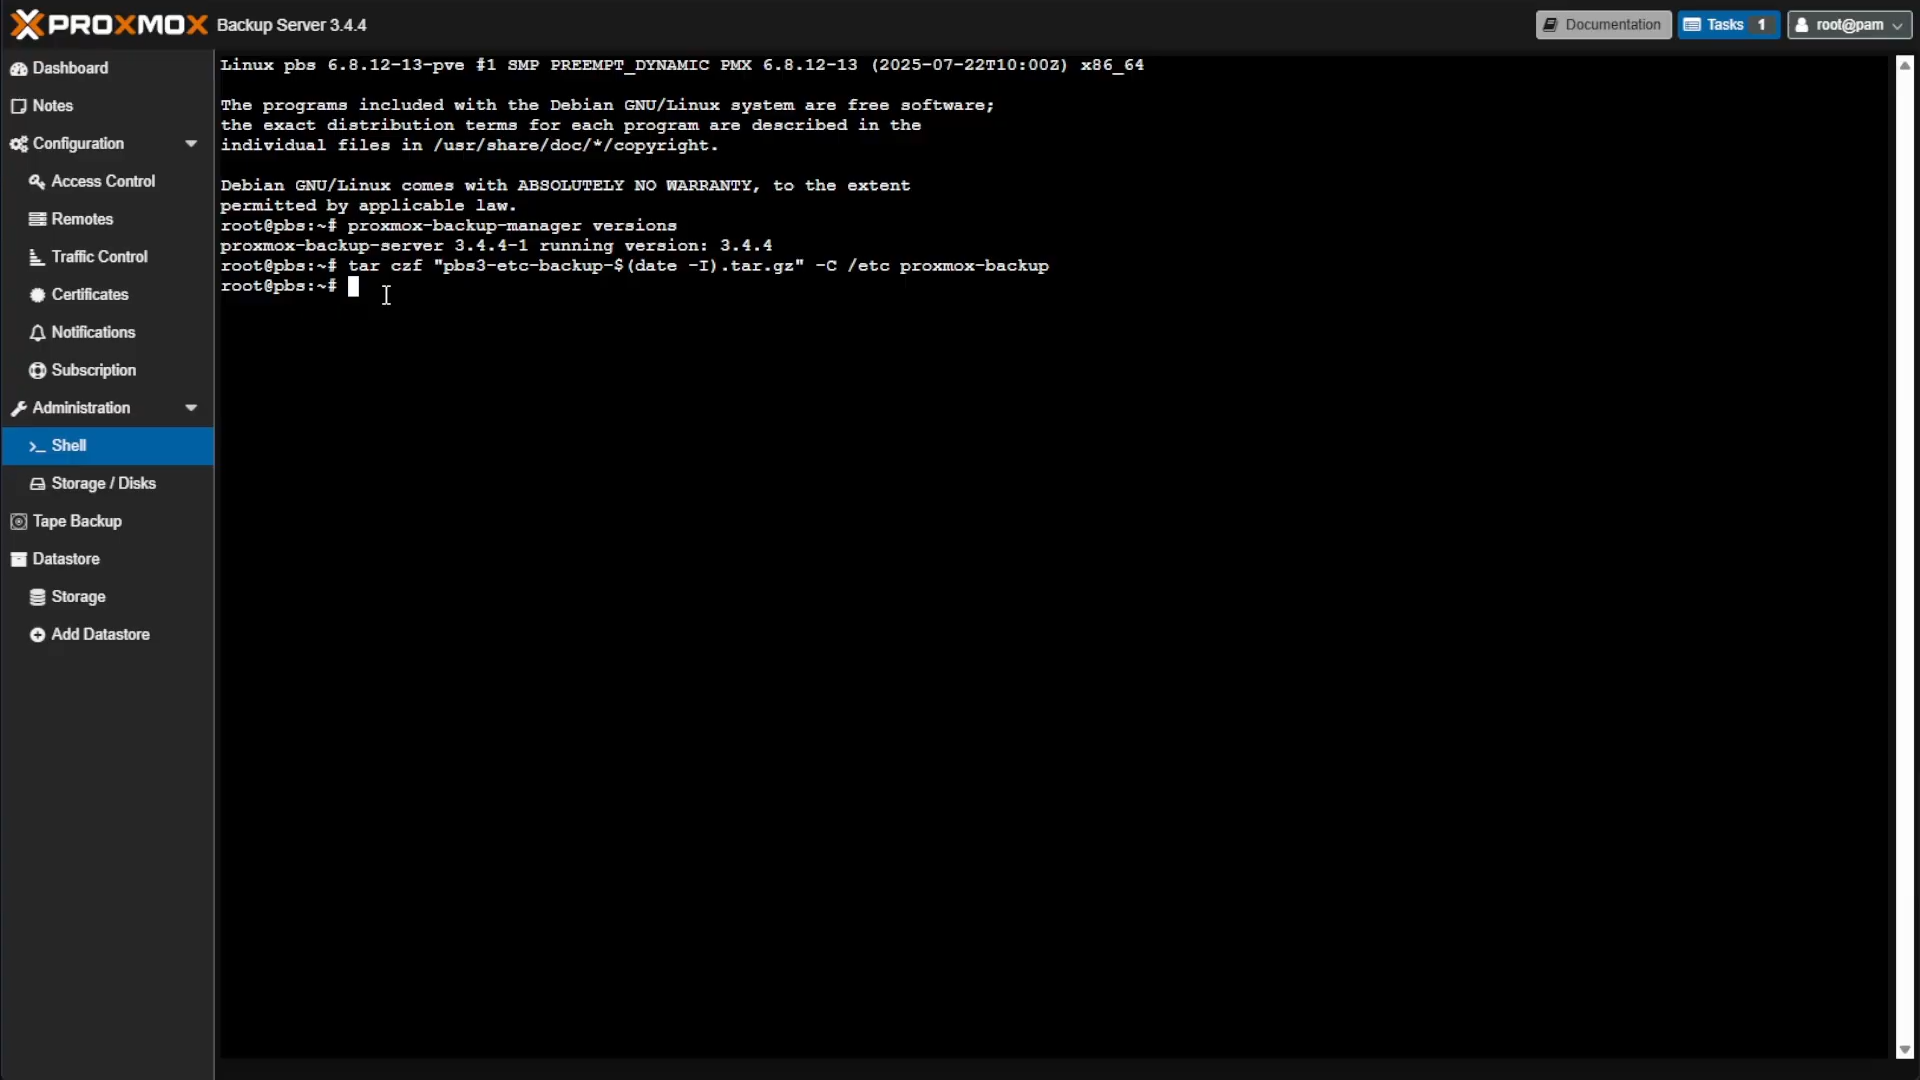 PROXMOX Backup Server 3.4.4
Documentation
Tasks 1
root@pam
Dashboard
Notes
Configuration
Access Control
Remotes
Traffic Control
Certificates
Notifications
Subscription
Administration
>_ Shell
Storage / Disks
Tape Backup
Datastore
Storage
Add Datastore
Linux pbs 6.8.12-13-pve #1 SMP PREEMPT_DYNAMIC PMX 6.8.12-13 (2025-07-22T10:00Z) x86_64
The programs included with the Debian GNU/Linux system are free software;
the exact distribution terms for each program are described in the
individual files in /usr/share/doc/*/copyright.
Debian GNU/Linux comes with ABSOLUTELY NO WARRANTY, to the extent
permitted by applicable law.
root@pbs:~# proxmox-backup-manager versions
proxmox-backup-server 3.4.4-1 running version: 3.4.4
root@pbs:~# tar czf "pbs3-etc-backup-$(date -I).tar.gz" -C /etc proxmox-backup
root@pbs:~#